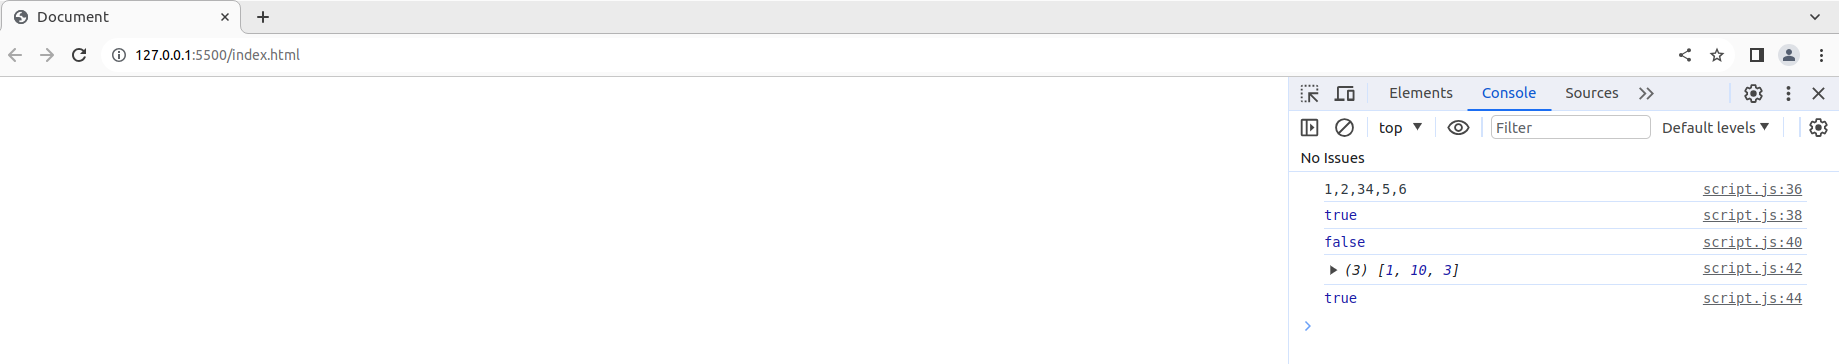 Document
127.0.0.1:5500/index.html
Elements Console Sources
top Filter Default levels
No Issues
1,2,34,5,6 script.js:36
true script.js:38
false script.js:40
(3) [1, 10, 3] script.js:42
true script.js:44